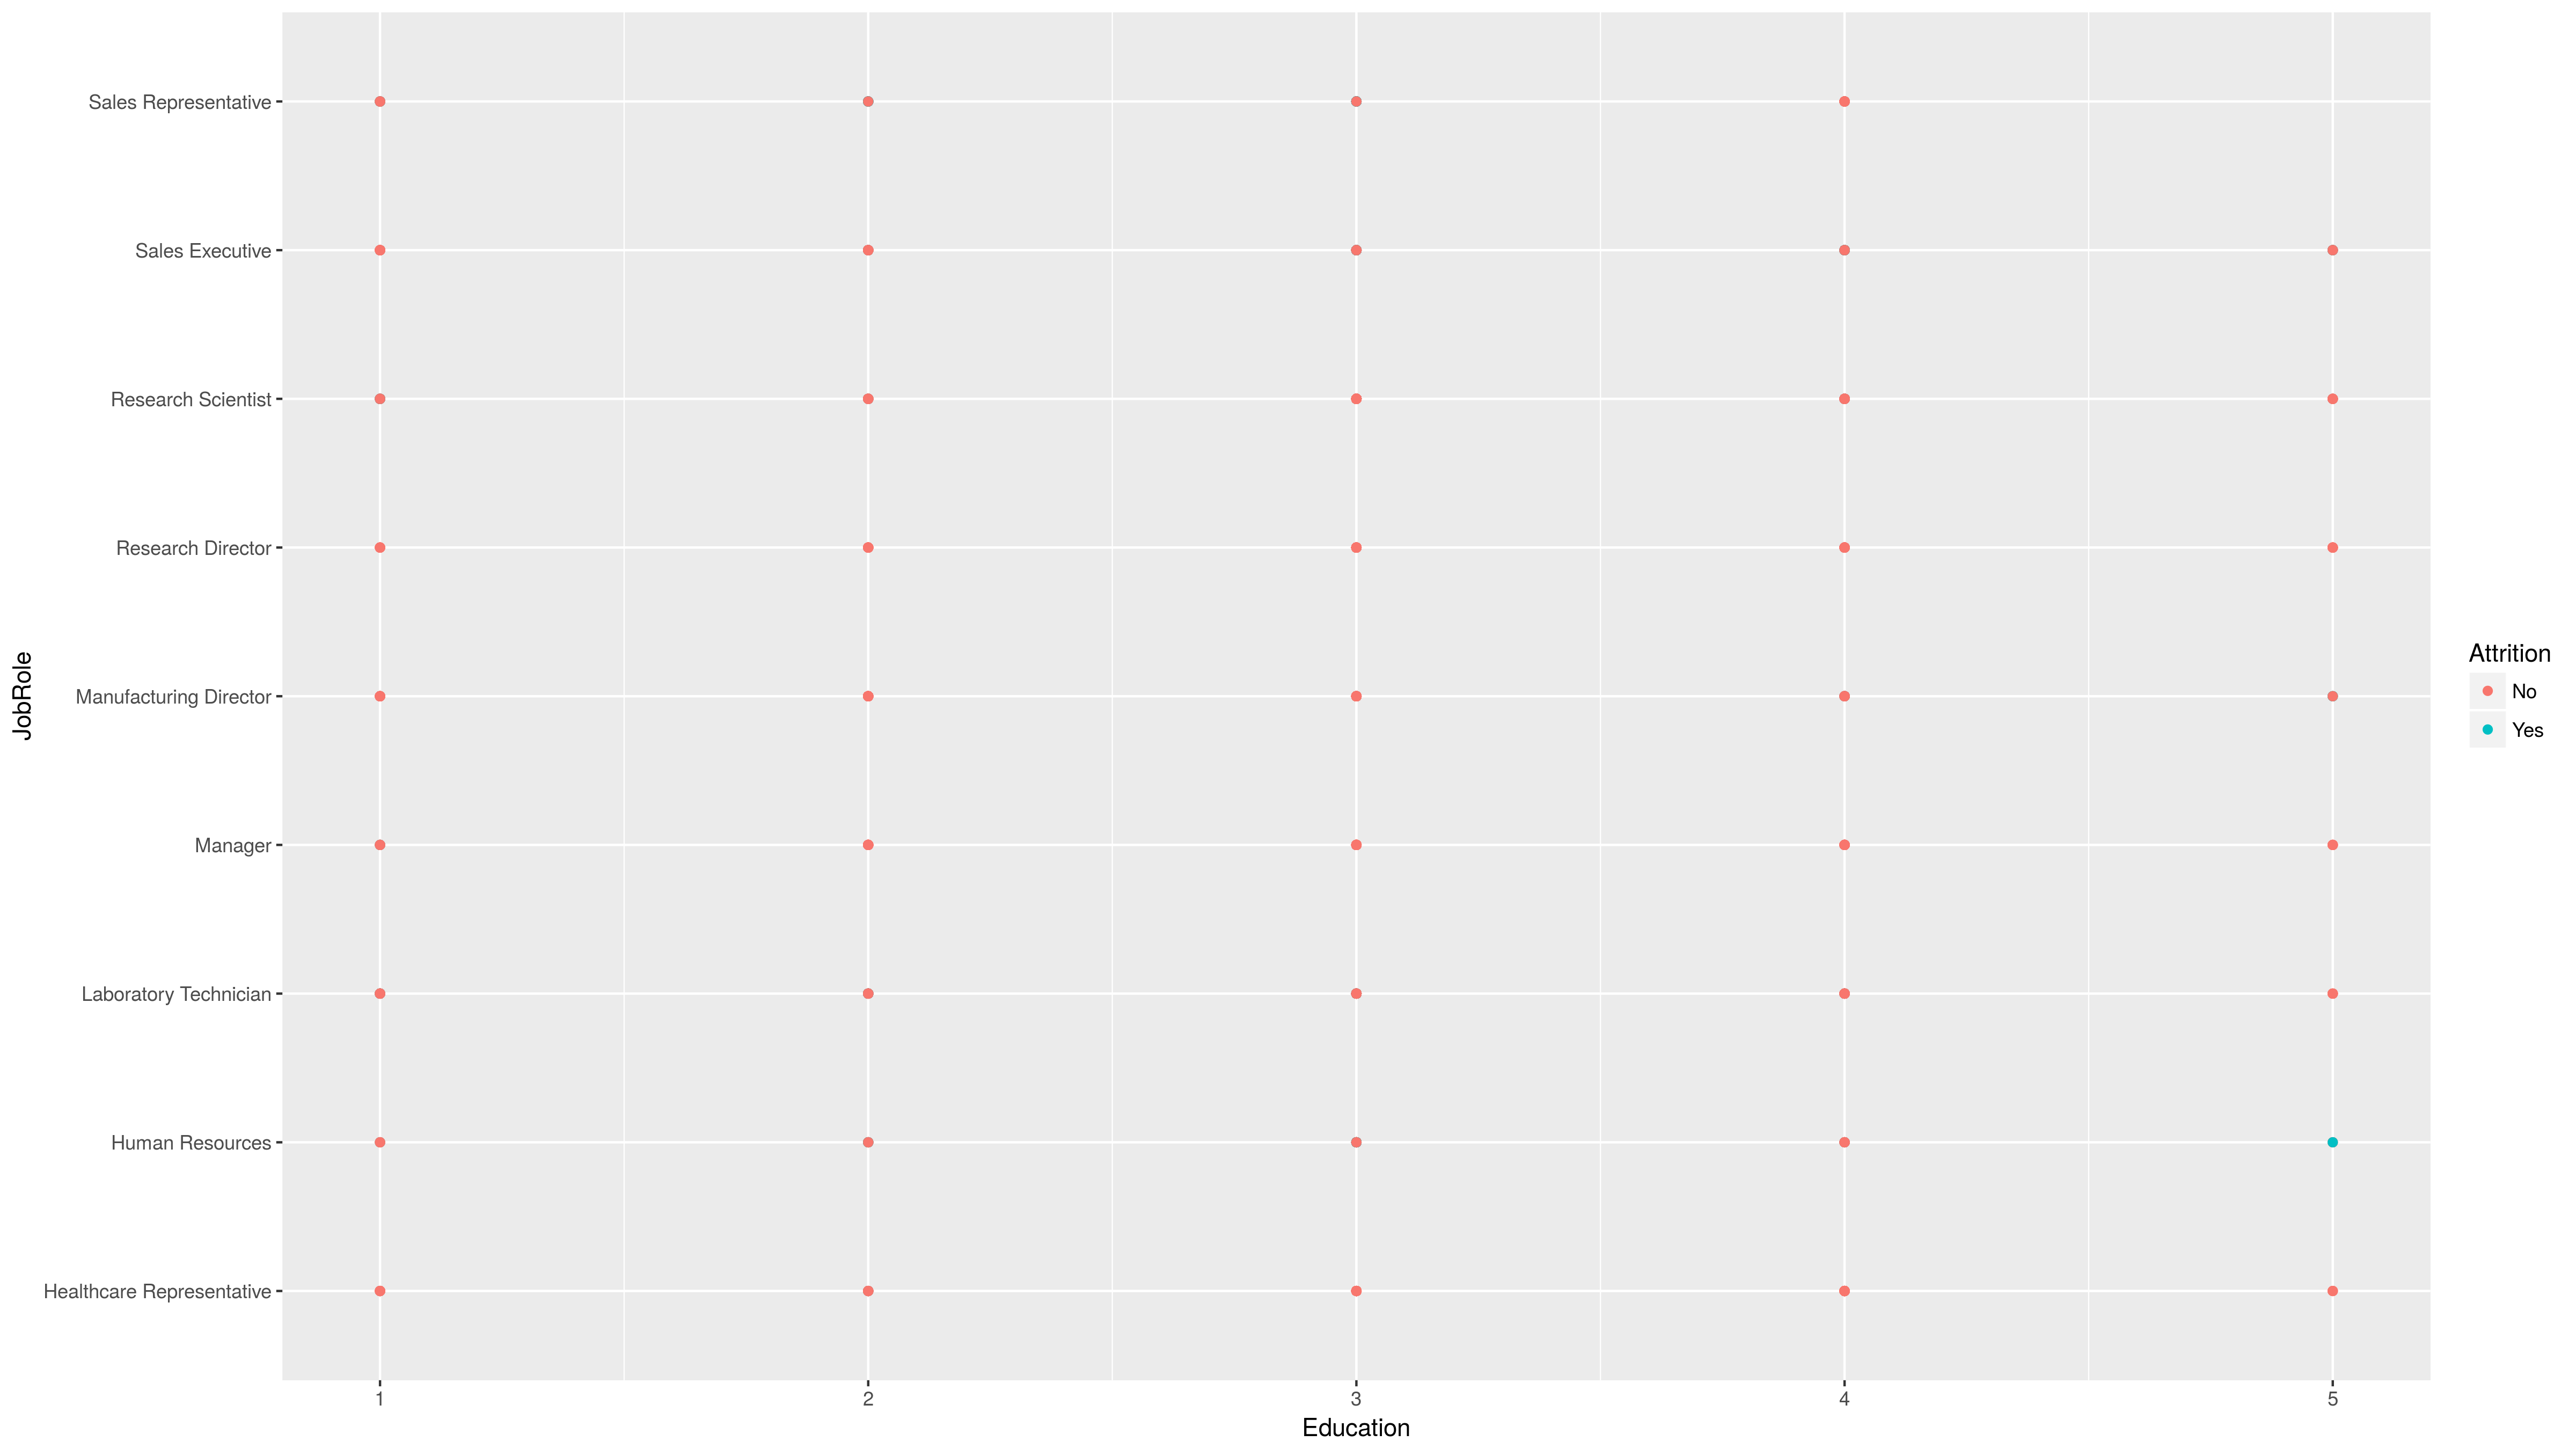 Sales Representative
Sales Executive
Research Scientist
Research Director
Manufacturing Director
Manager
Laboratory Technician
Human Resources
Healthcare Representative
JobRole
1 2 3 4 5
Education
Attrition
No
Yes